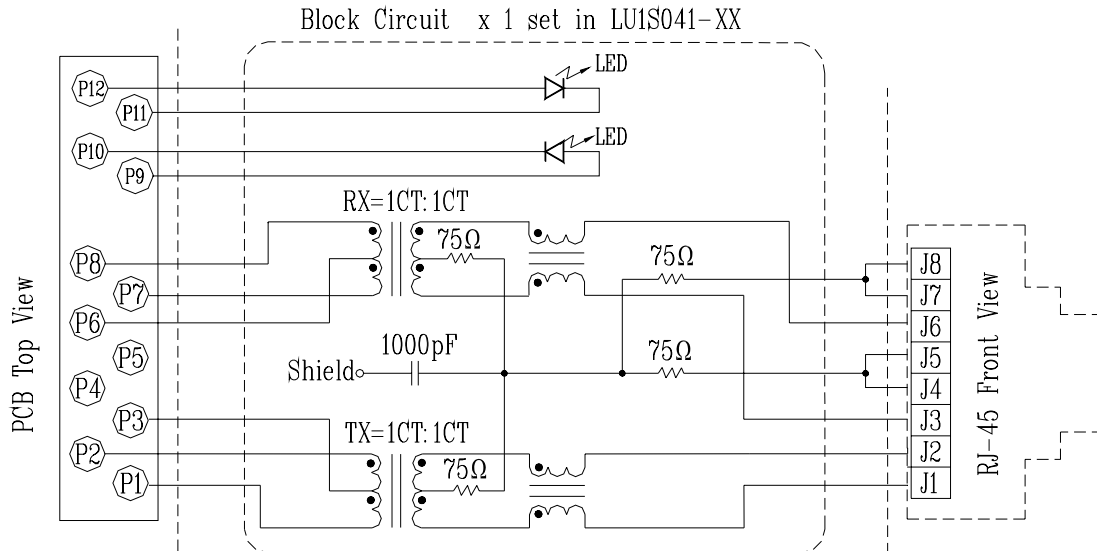 Block Circuit x 1 set in LU1S041-XX
LED
P12
P11
LED
P10
P9
RX=1CT:1CT
75Ω
75Ω
P8
P7
P6
P5
P4
P3
P2
P1
PCB Top View
1000pF
Shield
75Ω
TX=1CT:1CT
75Ω
J8
J7
J6
J5
J4
J3
J2
J1
RJ-45 Front View